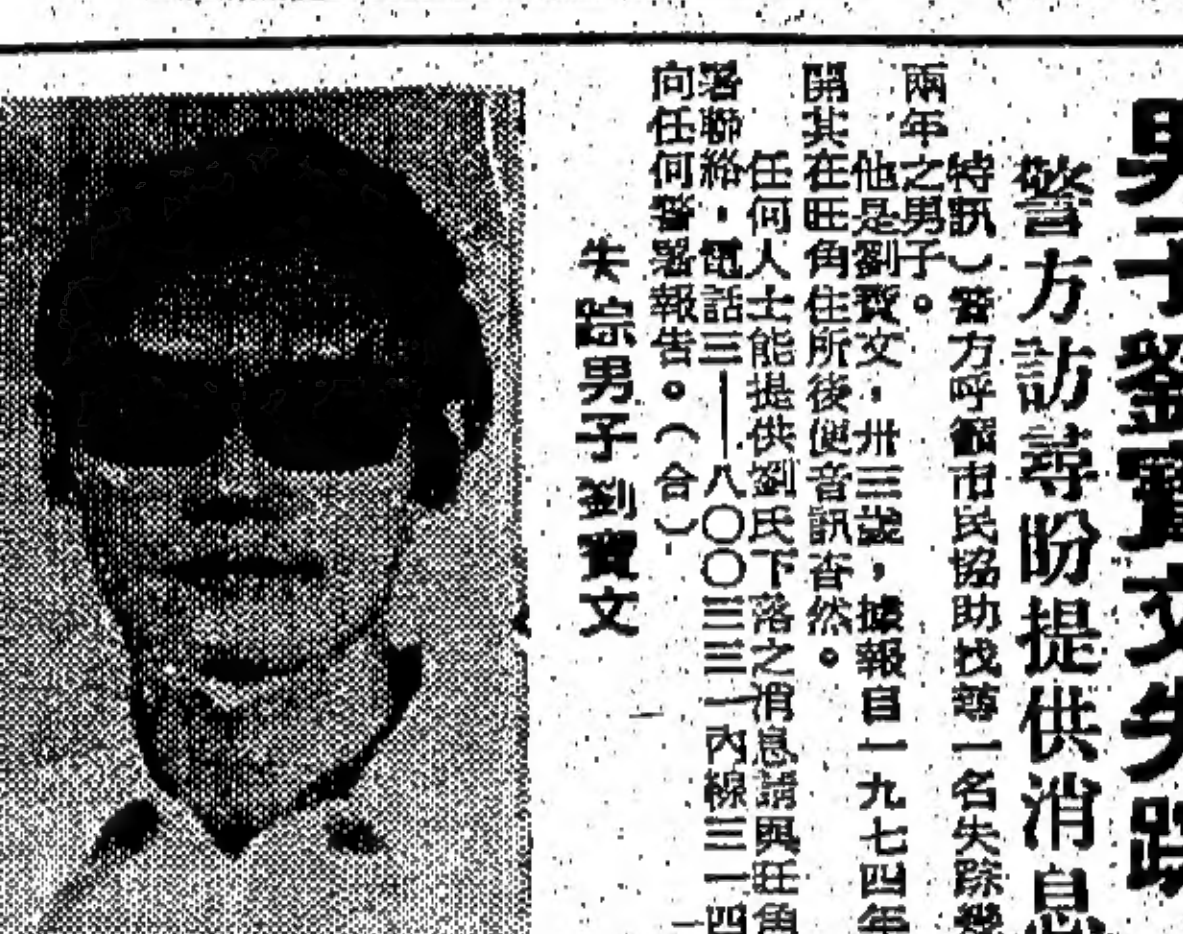 男子劉寶文失踪
警方訪尋盼提供消息
特訊）警方呼籲市民協助找尋一名失踪幾
兩年之男子。
他是劉寶文，卅三歲，據報自一九七四年
開其在旺角住所後便音訊杳然。
任何人士能提供劉氏下落之消息請與旺角
署聯絡，電話三——八〇〇三三一內線三一四
向任何警署報告。（合）
失踪男子劉寶文